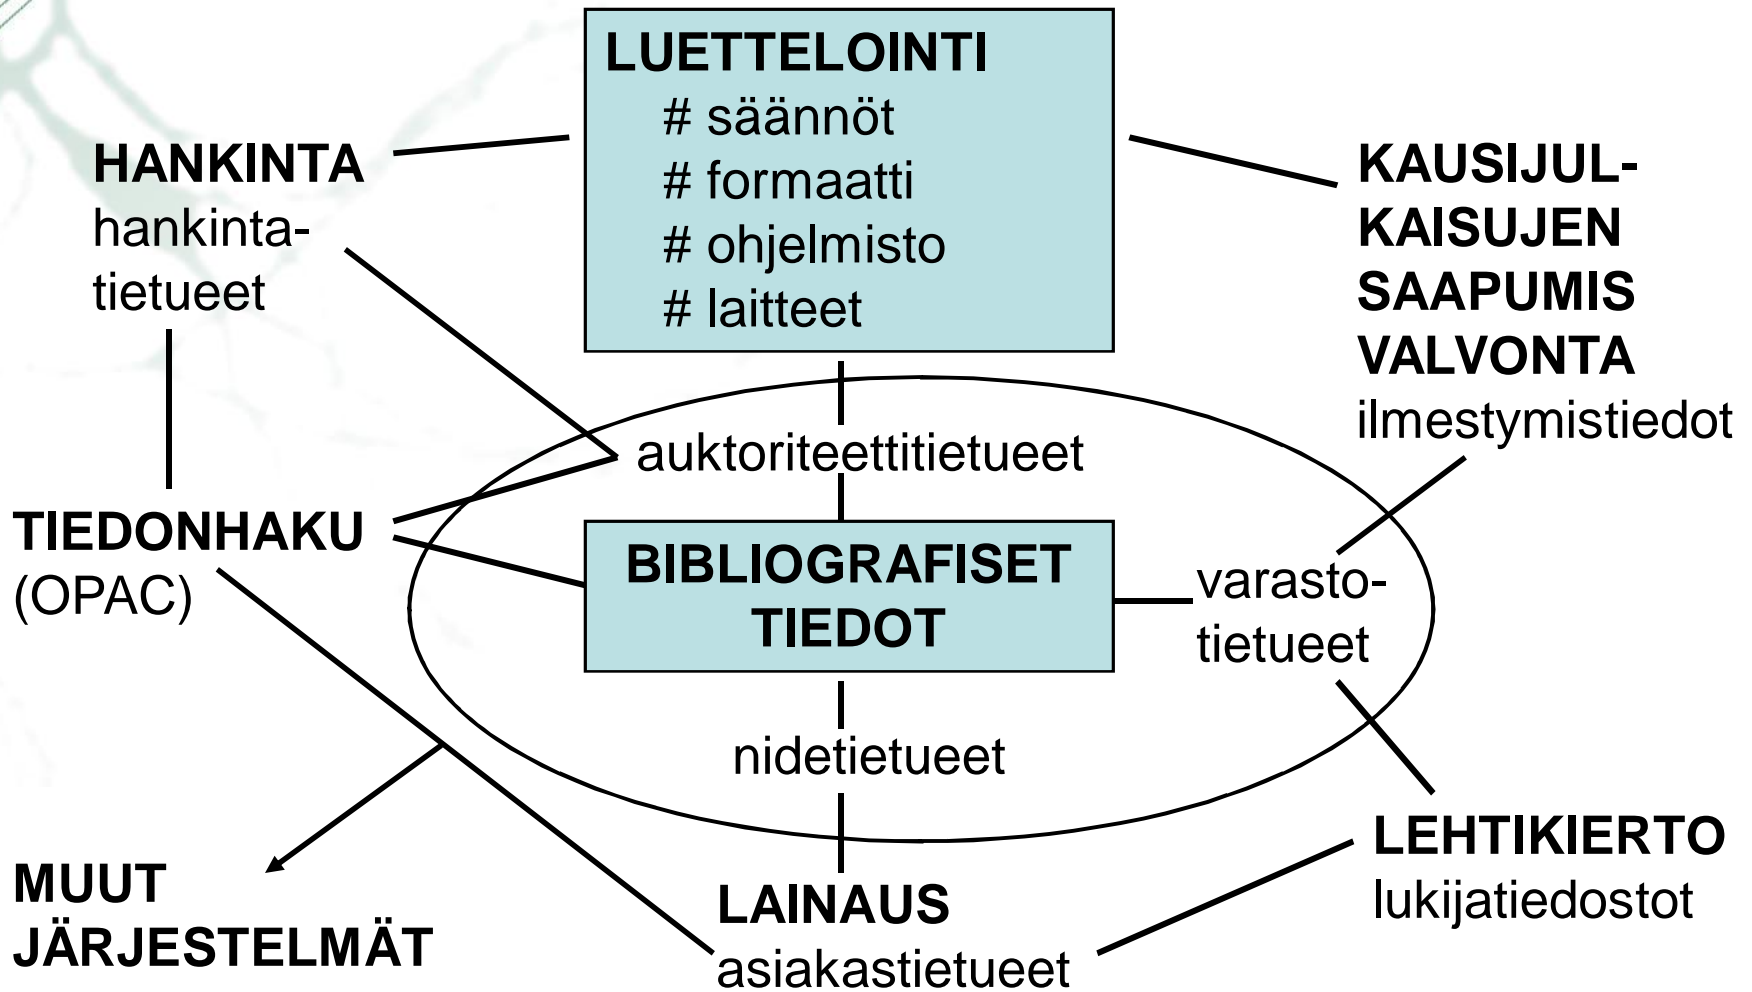 LUETTELOINTI
# säännöt
# formaatti
# ohjelmisto
# laitteet
HANKINTA
hankinta-
tietueet
KAUSIJUL-
KAISUJEN
SAAPUMIS
VALVONTA
ilmestymistiedot
auktoriteettitietueet
TIEDONHAKU
(OPAC)
BIBLIOGRAFISET
TIEDOT
varasto-
tietueet
nidetietueet
MUUT
JÄRJESTELMÄT
LAINAUS
asiakastietueet
LEHTIKIERTO
lukijatiedostot